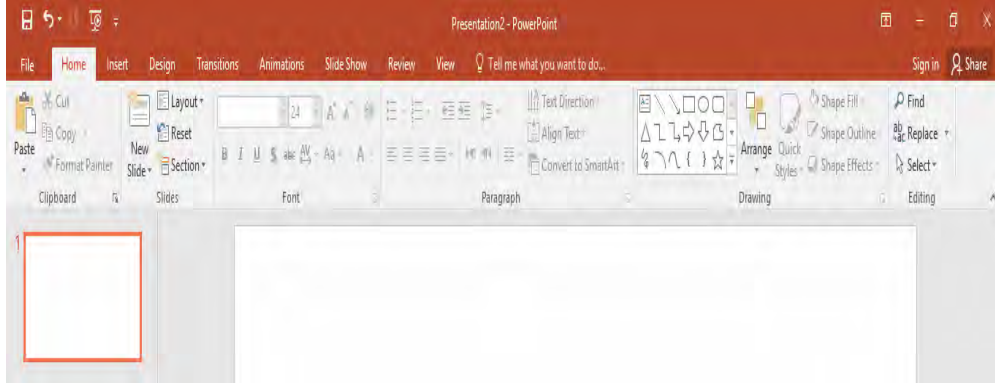 Presentation2 - PowerPoint
File Home Insert Design Transitions Animations Slide Show Review View Tell me what you want to do... Sign in Share
Paste
Cut
Copy
Format Painter
Clipboard
New Slide
Layout
Reset
Section
Slides
24
B I U S abc AV Aa A
Font
Text Direction
Align Text
Convert to SmartArt
Paragraph
Arrange
Quick Styles
Shape Fill
Shape Outline
Shape Effects
Drawing
Find
Replace
Select
Editing
1